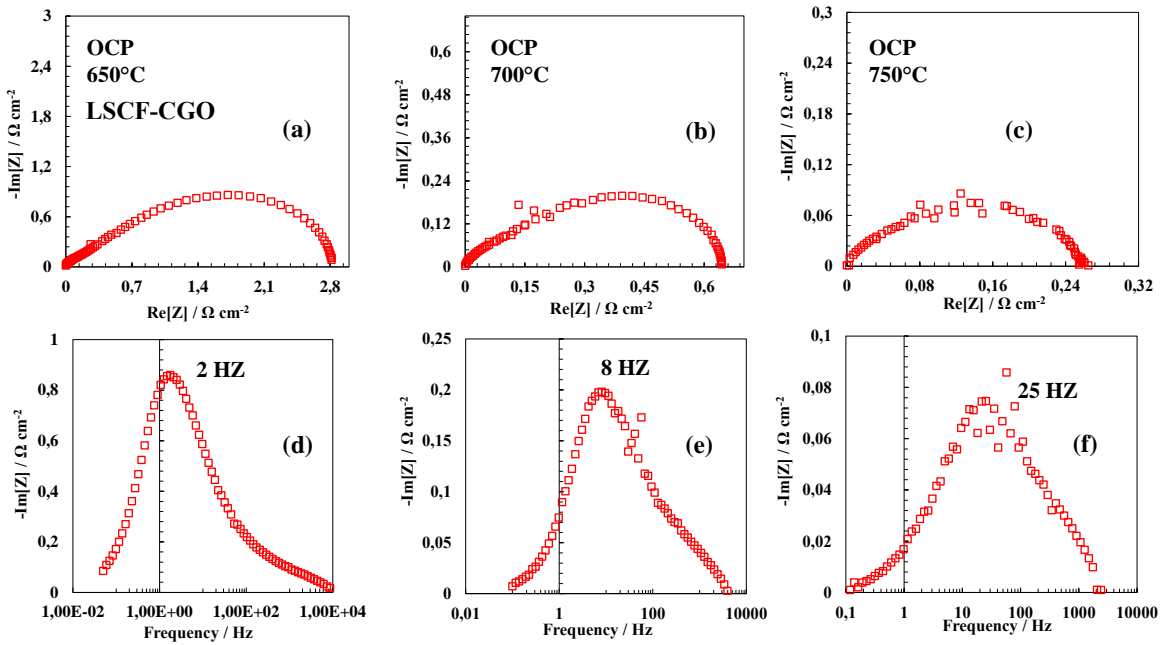 OCP
650°C
LSCF-CGO
(a)
-Im[Z] / Ω cm-2
3
2,4
1,8
1,2
0,6
0
0
0,7
1,4
2,1
2,8
Re[Z] / Ω cm-2
OCP
700°C
(b)
-Im[Z] / Ω cm-2
0,6
0,48
0,36
0,24
0,12
0
0
0,15
0,3
0,45
0,6
Re[Z] / Ω cm-2
OCP
750°C
(c)
-Im[Z] / Ω cm-2
0,3
0,24
0,18
0,12
0,06
0
0
0,08
0,16
0,24
0,32
Re[Z] / Ω cm-2
2 HZ
(d)
-Im[Z] / Ω cm-2
1
0,8
0,6
0,4
0,2
0
1,00E-02
1,00E+00
1,00E+02
1,00E+04
Frequency / Hz
8 HZ
(e)
-Im[Z] / Ω cm-2
0,25
0,2
0,15
0,1
0,05
0
0,01
1
100
10000
Frequency / Hz
25 HZ
(f)
-Im[Z] / Ω cm-2
0,1
0,08
0,06
0,04
0,02
0
0,1
1
10
100
1000
10000
Frequency / Hz